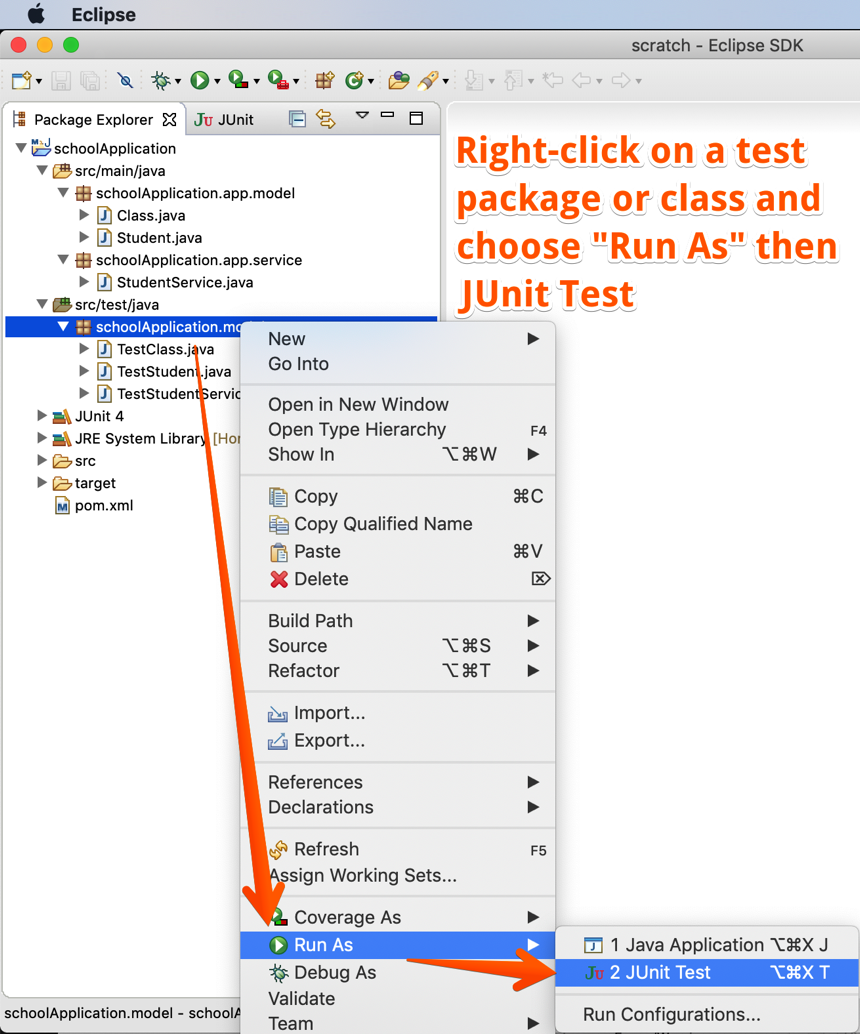 Eclipse
scratch - Eclipse SDK
Package Explorer
JU JUnit
schoolApplication
src/main/java
schoolApplication.app.model
Class.java
Student.java
schoolApplication.app.service
StudentService.java
src/test/java
schoolApplication.mo
TestClass.java
TestStudent.java
TestStudentServic
JUnit 4
JRE System Library [Hor
src
target
pom.xml
Right-click on a test
package or class and
choose "Run As" then
JUnit Test
New
Go Into
Open in New Window
Open Type Hierarchy F4
Show In ⌥⌘W
Copy ⌘C
Copy Qualified Name
Paste ⌘V
Delete ⌦
Build Path
Source ⌥⌘S
Refactor ⌥⌘T
Import...
Export...
References
Declarations
Refresh F5
Assign Working Sets...
Coverage As
Run As
Debug As
Validate
Team
1 Java Application ⌥⌘X J
JU 2 JUnit Test ⌥⌘X T
Run Configurations...
schoolApplication.model - schoolA